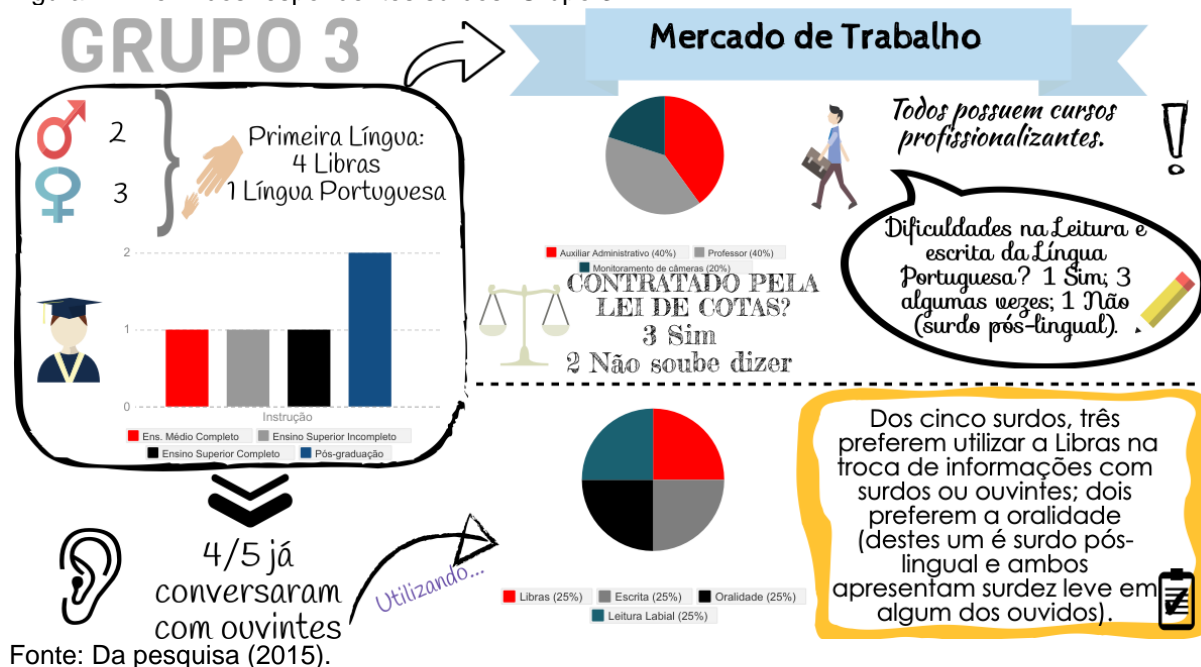 GRUPO 3
2
3
Primeira Língua:
4 Libras
1 Língua Portuguesa
2
1
0
Instrução
Ens. Médio Completo
Ensino Superior Incompleto
Ensino Superior Completo
Pós-graduação
4/5 já
conversaram
com ouvintes
Utilizando...
Mercado de Trabalho
Auxiliar Administrativo (40%)
Professor (40%)
Monitoramento de câmeras (20%)
Todos possuem cursos
profissionalizantes.
!
Dificuldades na Leitura e
escrita da Língua
Portuguesa? 1 Sim; 3
algumas vezes; 1 Não
(surdo pós-lingual).
CONTRATADO PELA
LEI DE COTAS?
3 Sim
2 Não soube dizer
Libras (25%)
Escrita (25%)
Oralidade (25%)
Leitura Labial (25%)
Dos cinco surdos, três
preferem utilizar a Libras na
troca de informações com
surdos ou ouvintes; dois
preferem a oralidade
(destes um é surdo pós-
lingual e ambos
apresentam surdez leve em
algum dos ouvidos).
Fonte: Da pesquisa (2015).